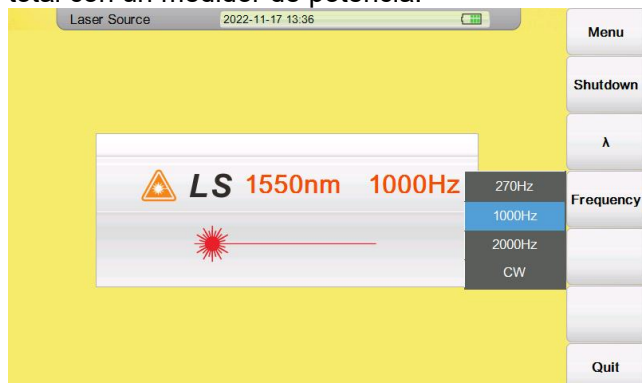 total con un medidor de potencia.
Laser Source 2022-11-17 13:36
Menu
Shutdown
λ
LS 1550nm 1000Hz
270Hz
1000Hz
2000Hz
CW
Frequency
Quit